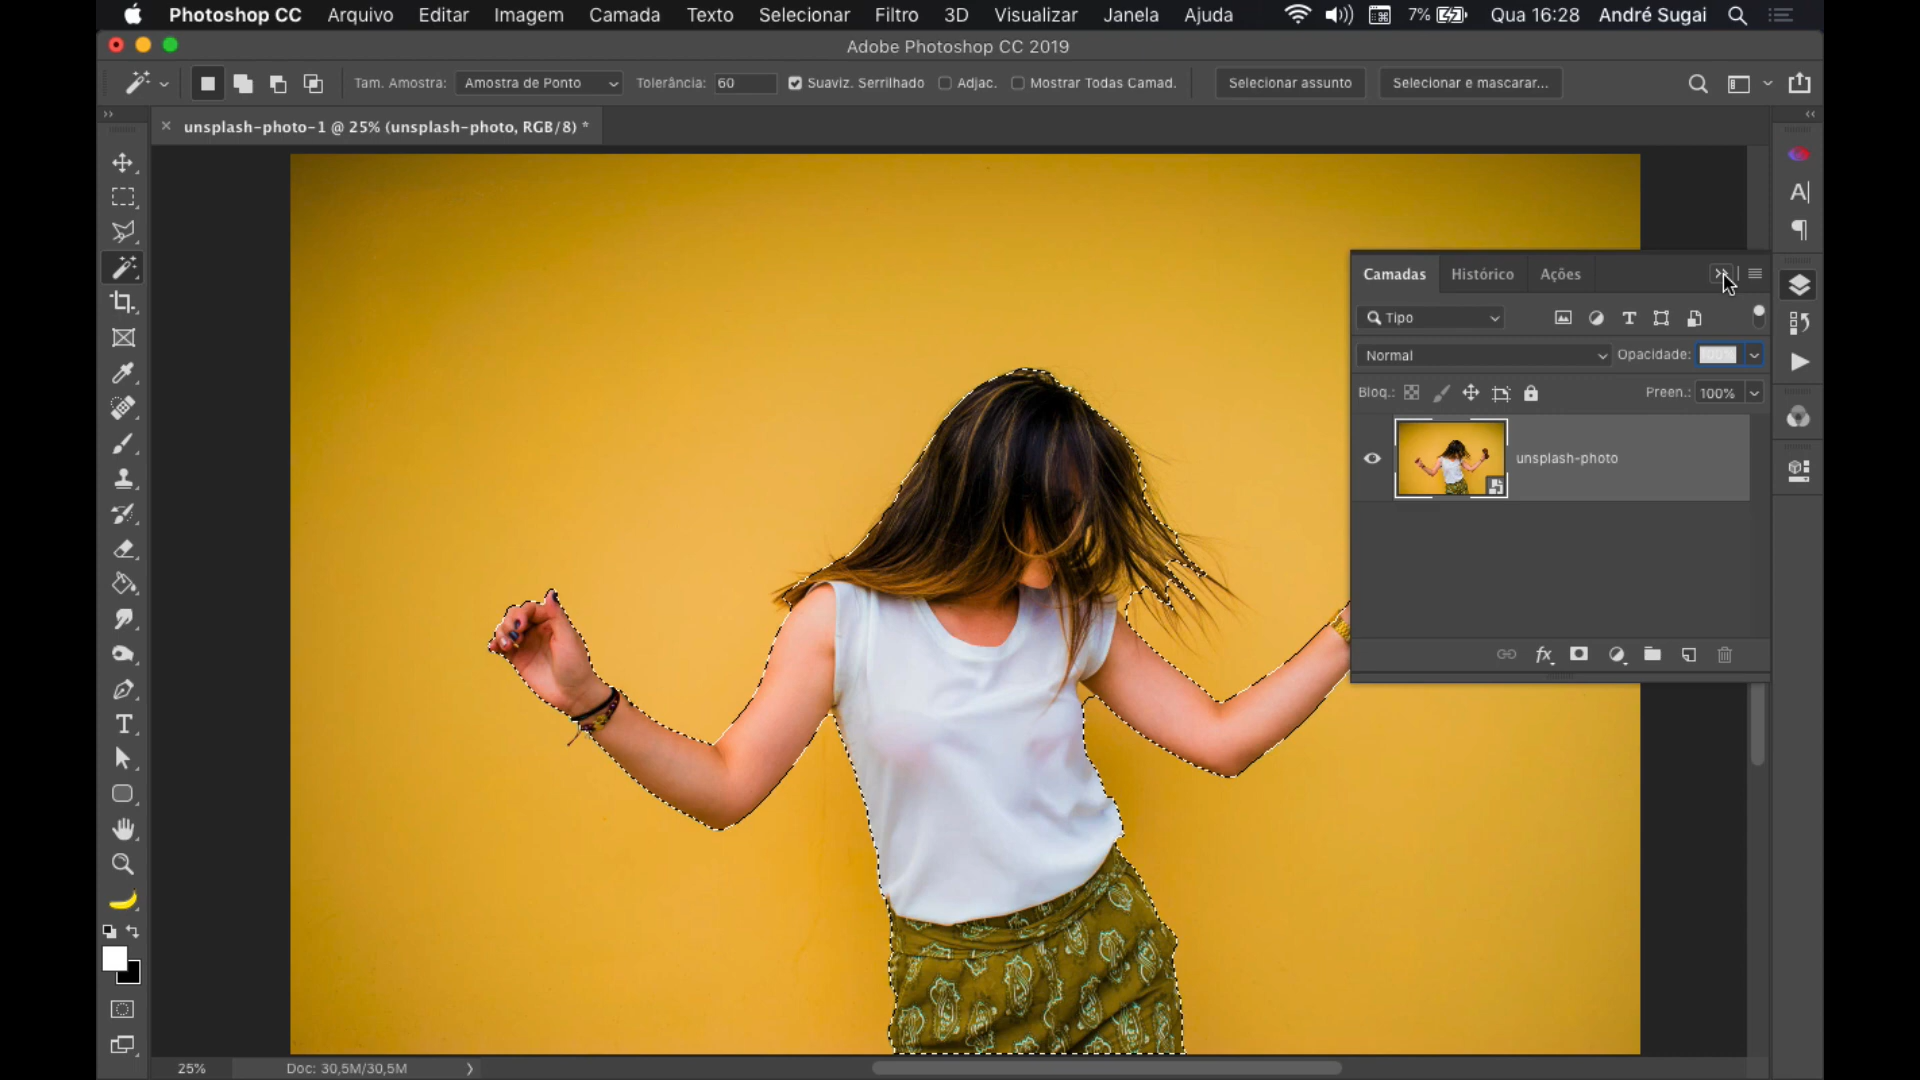 Photoshop CC Arquivo Editar Imagem Camada Texto Selecionar Filtro 3D Visualizar Janela Ajuda 7% Qua 16:28 André Sugai
Adobe Photoshop CC 2019
Tam. Amostra: Amostra de Ponto Tolerância: 60 Suaviz. Serrilhado Adjac. Mostrar Todas Camad. Selecionar assunto Selecionar e mascarar...
unsplash-photo-1 @ 25% (unsplash-photo, RGB/8) *
Camadas Histórico Ações
Tipo
Normal Opacidade: 100%
Bloq.: Preen.: 100%
unsplash-photo
fx
25% Doc: 30,5M/30,5M